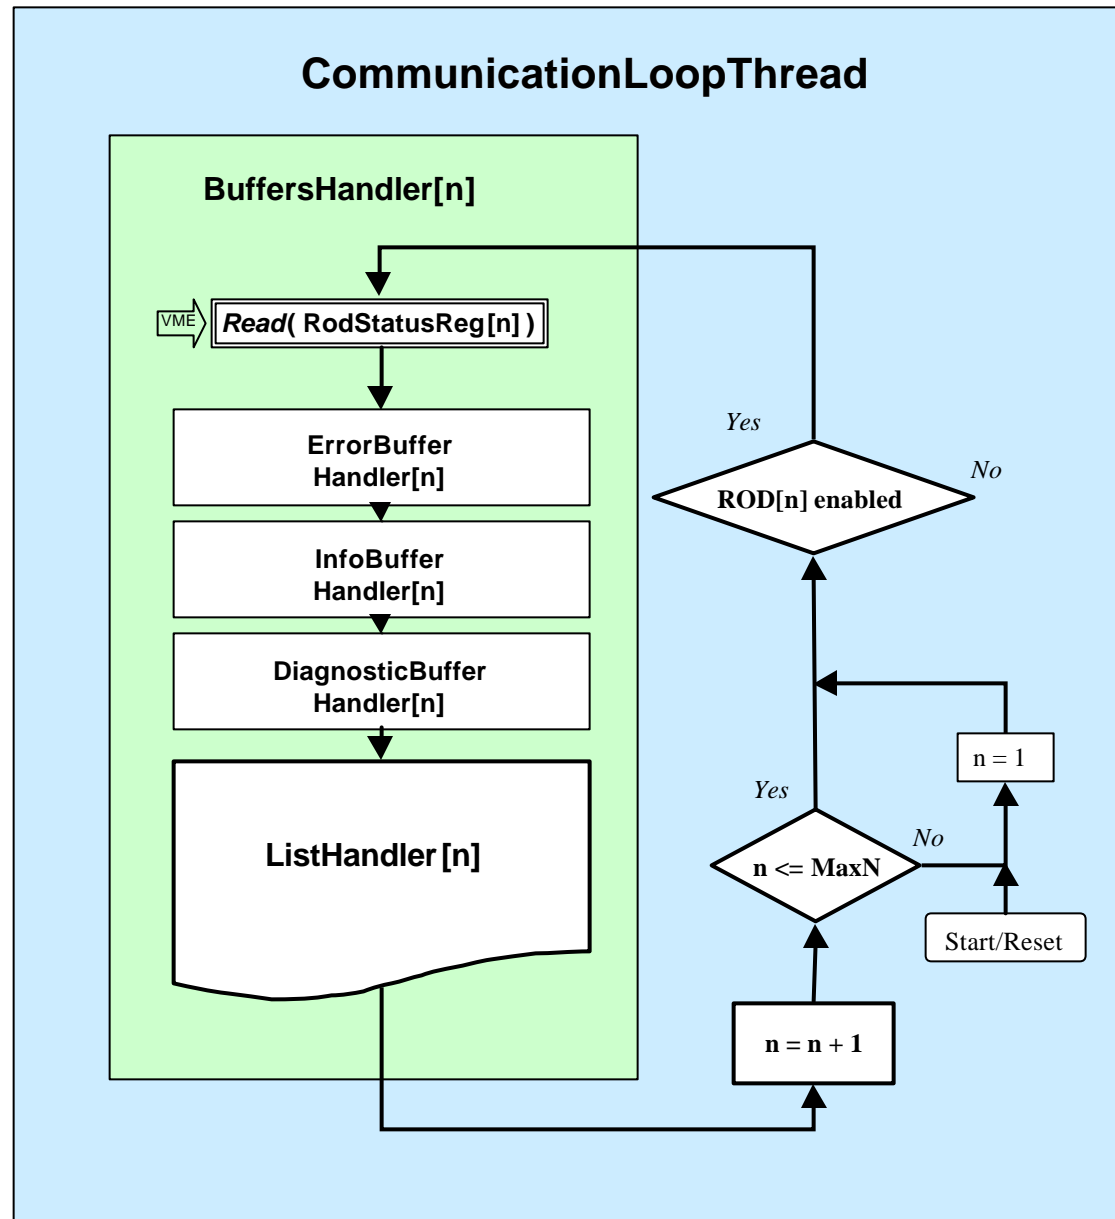 CommunicationLoopThread
BuffersHandler[n]
VME
Read( RodStatusReg[n] )
ErrorBuffer
Handler[n]
InfoBuffer
Handler[n]
DiagnosticBuffer
Handler[n]
ListHandler[n]
Yes
No
ROD[n] enabled
n = 1
Yes
No
n <= MaxN
Start/Reset
n = n + 1